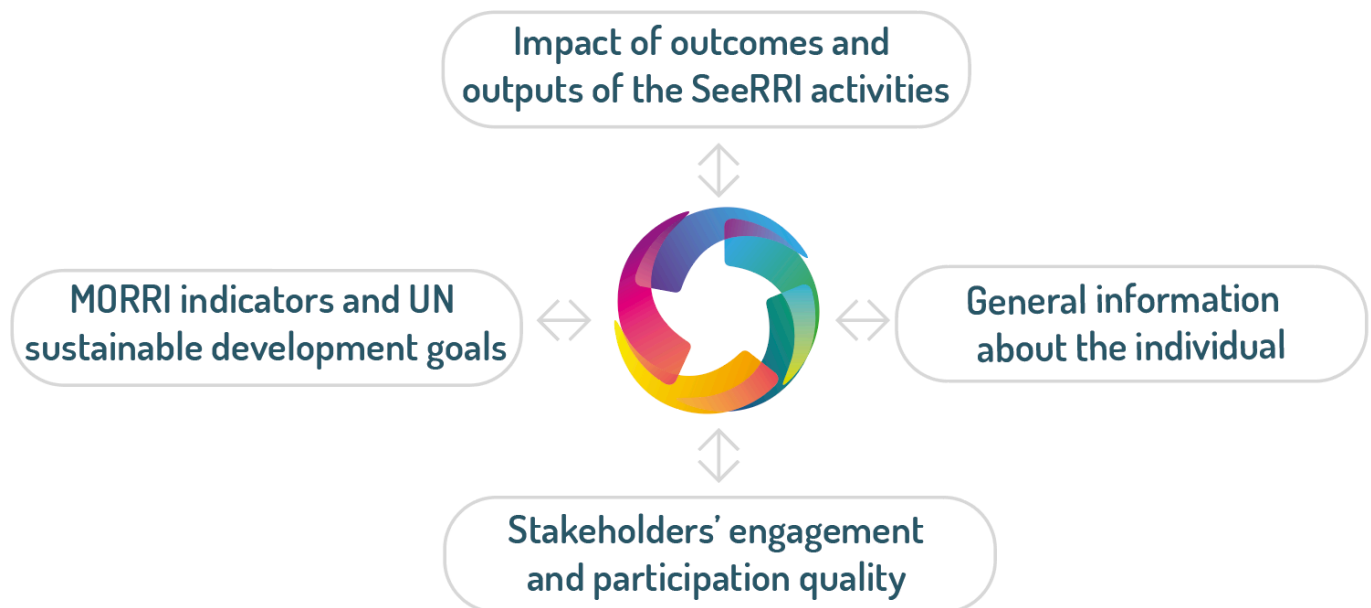 Impact of outcomes and
outputs of the SeeRRI activities
MORRI indicators and UN
sustainable development goals
General information
about the individual
Stakeholders’ engagement
and participation quality